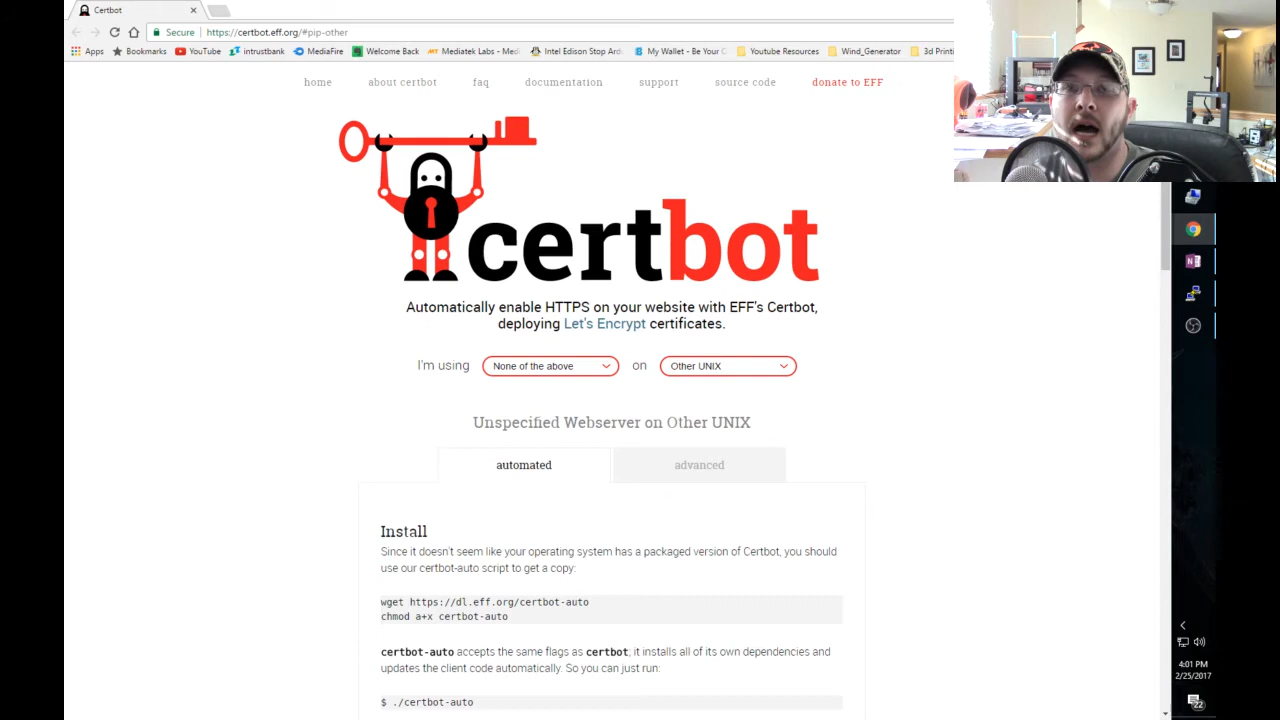 Certbot
Secure https://certbot.eff.org/#pip-other
Apps Bookmarks YouTube intrustbank MediaFire Welcome Back Mediatek Labs - Med Intel Edison Stop Ard My Wallet - Be Your Youtube Resources Wind_Generator 3d Printi
home about certbot faq documentation support source code donate to EFF
certbot
Automatically enable HTTPS on your website with EFF's Certbot,
deploying Let's Encrypt certificates.
I'm using None of the above on Other UNIX
Unspecified Webserver on Other UNIX
automated advanced
Install
Since it doesn't seem like your operating system has a packaged version of Certbot, you should
use our certbot-auto script to get a copy:
wget https://dl.eff.org/certbot-auto
chmod a+x certbot-auto
certbot-auto accepts the same flags as certbot; it installs all of its own dependencies and
updates the client code automatically. So you can just run:
$ ./certbot-auto
4:01 PM
2/25/2017
22